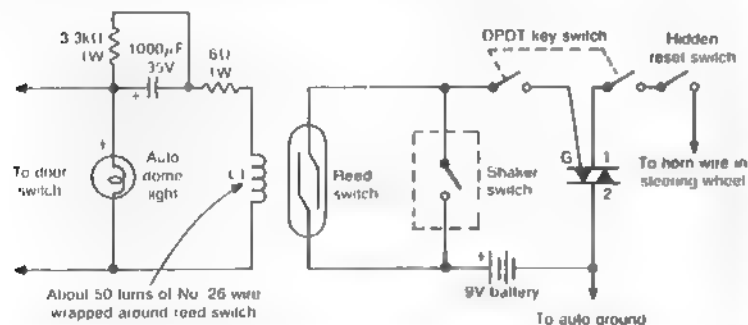 3.3kΩ
1W
1000µF
35V
6Ω
1W
DPDT key switch
Hidden
reset switch
+
+
To door
switch
Auto
dome
light
L1
Reed
switch
Shaker
switch
G
1
2
To horn wire in
steering wheel
+
9V battery
About 50 turns of No 26 wire
wrapped around reed switch
To auto ground